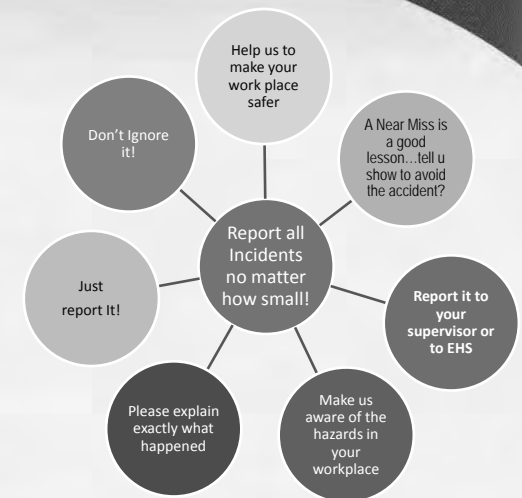 Help us to
make your
work place
safer
A Near Miss is
a good
lesson…tell u
show to avoid
the accident?
Report it to
your
supervisor or
to EHS
Make us
aware of the
hazards in
your
workplace
Please explain
exactly what
happened
Just
report It!
Don't Ignore
it!
Report all
Incidents
no matter
how small!